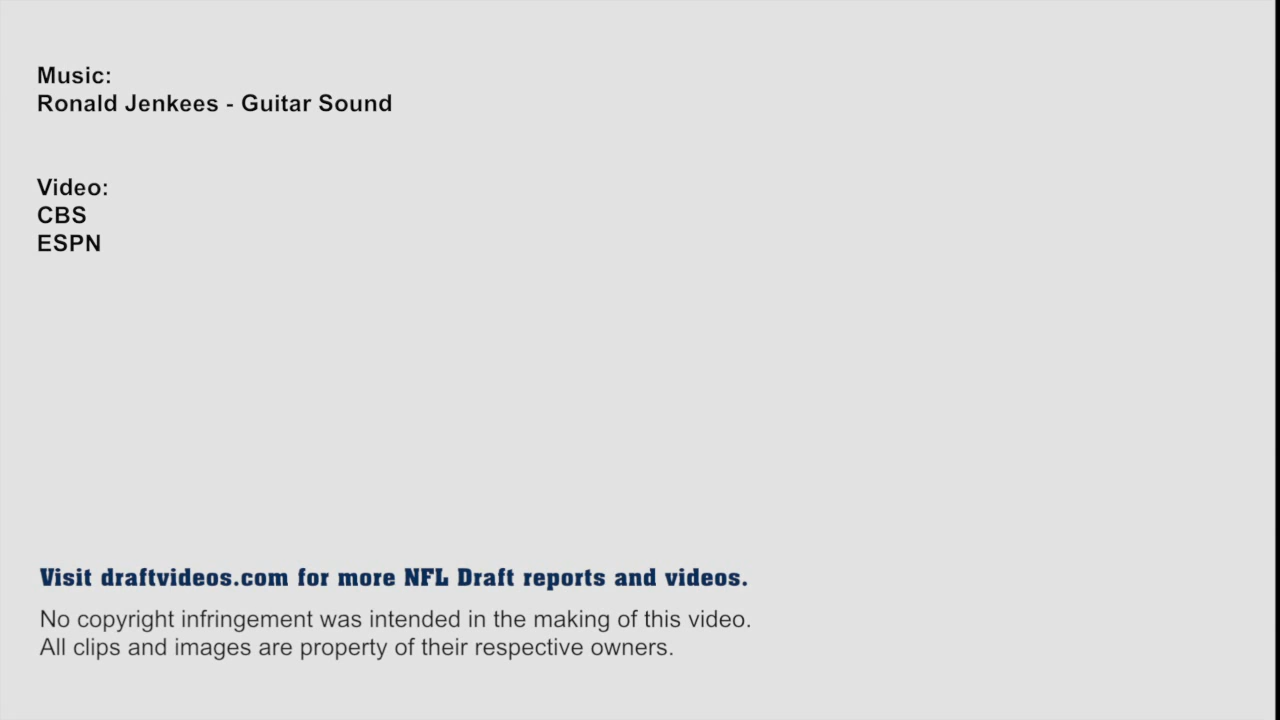 Music:
Ronald Jenkees - Guitar Sound
Video:
CBS
ESPN
Visit draftvideos.com for more NFL Draft reports and videos.
No copyright infringement was intended in the making of this video.
All clips and images are property of their respective owners.